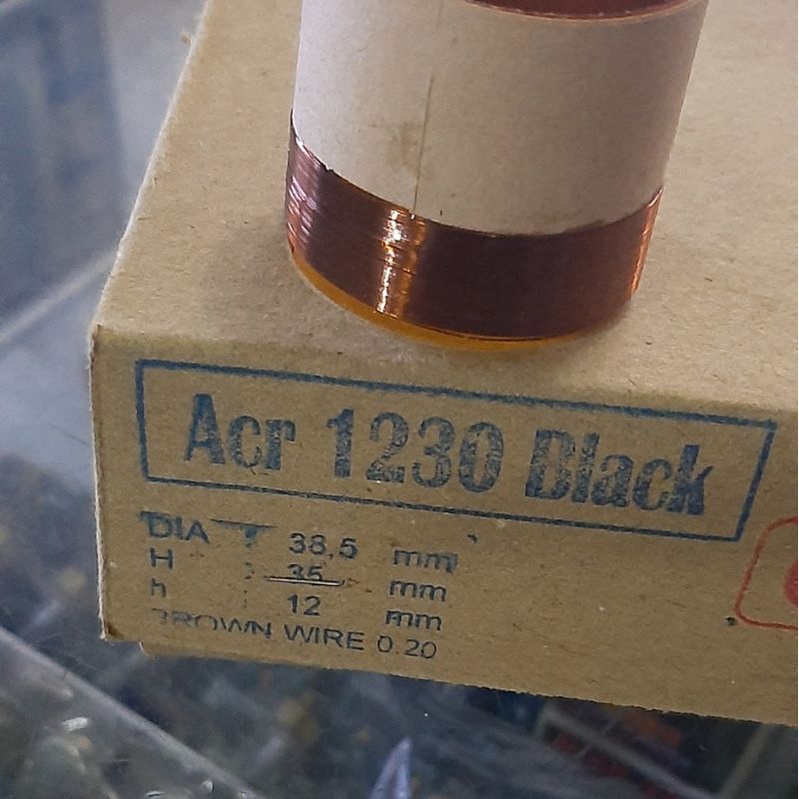 Acr 1230 Black
DIA : 38,5 mm
H : 35 mm
h : 12 mm
BROWN WIRE 0.20